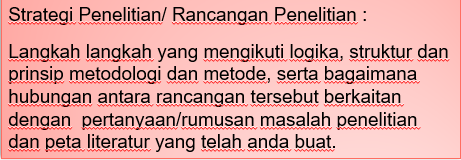 Strategi Penelitian/ Rancangan Penelitian :
Langkah langkah yang mengikuti logika, struktur dan
prinsip metodologi dan metode, serta bagaimana
hubungan antara rancangan tersebut berkaitan
dengan  pertanyaan/rumusan masalah penelitian
dan peta literatur yang telah anda buat.